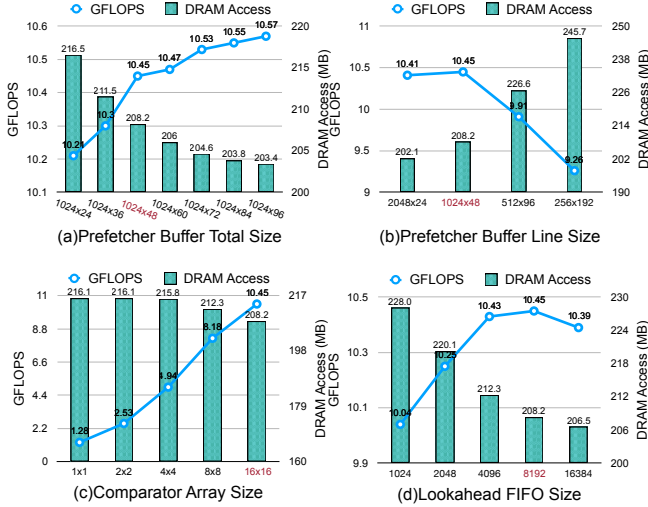 GFLOPS DRAM Access
10.6 220
216.5 10.45 10.47 10.53 10.55 10.57
10.5 215
211.5
10.4 210
208.2
10.3 206
204.6 203.8 203.4
10.3 209
10.21
10.2 204
10.1 200
GFLOPS
DRAM Access (MB)
1024x24 1024x36 1024x48 1024x60 1024x72 1024x84 1024x96
(a)Prefetcher Buffer Total Size
GFLOPS DRAM Access
11 250
245.7
10.5 10.41 10.45 238
226.6
10 226
9.91
208.2 214
202.1
9.5 202
9.26
9 190
GFLOPS
DRAM Access (MB)
2048x24 1024x48 512x96 256x192
(b)Prefetcher Buffer Line Size
GFLOPS DRAM Access
216.1 216.1 215.8 10.45
11 217
212.3
208.2
8.8 8.18
198
6.6
4.94
4.4 179
2.53
2.2
1.28
0 160
GFLOPS
DRAM Access (MB)
1x1 2x2 4x4 8x8 16x16
(c)Comparator Array Size
GFLOPS DRAM Access
10.5 230
228.0 10.43 10.45 10.39
224
220.1
10.3 218
10.25
212.3 212
10.1 208.2
206.5
10.04 206
9.9 200
GFLOPS
DRAM Access (MB)
1024 2048 4096 8192 16384
(d)Lookahead FIFO Size